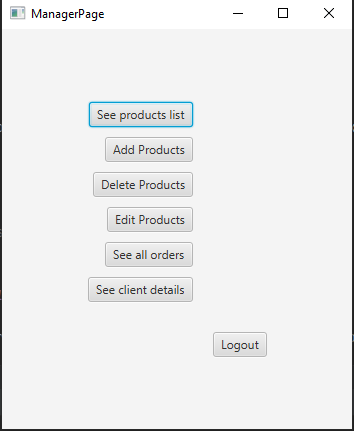 ManagerPage
See products list
Add Products
Delete Products
Edit Products
See all orders
See client details
Logout